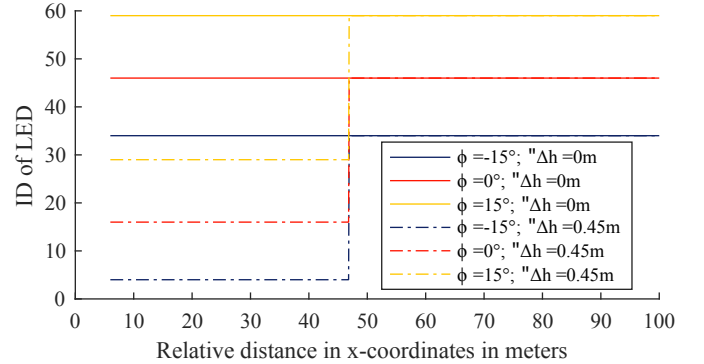 60
50
40
30
20
10
0
ID of LED
ϕ =-15°; "Δh =0m
ϕ =0°; "Δh =0m
ϕ =15°; "Δh =0m
ϕ =-15°; "Δh =0.45m
ϕ =0°; "Δh =0.45m
ϕ =15°; "Δh =0.45m
0 10 20 30 40 50 60 70 80 90 100
Relative distance in x-coordinates in meters